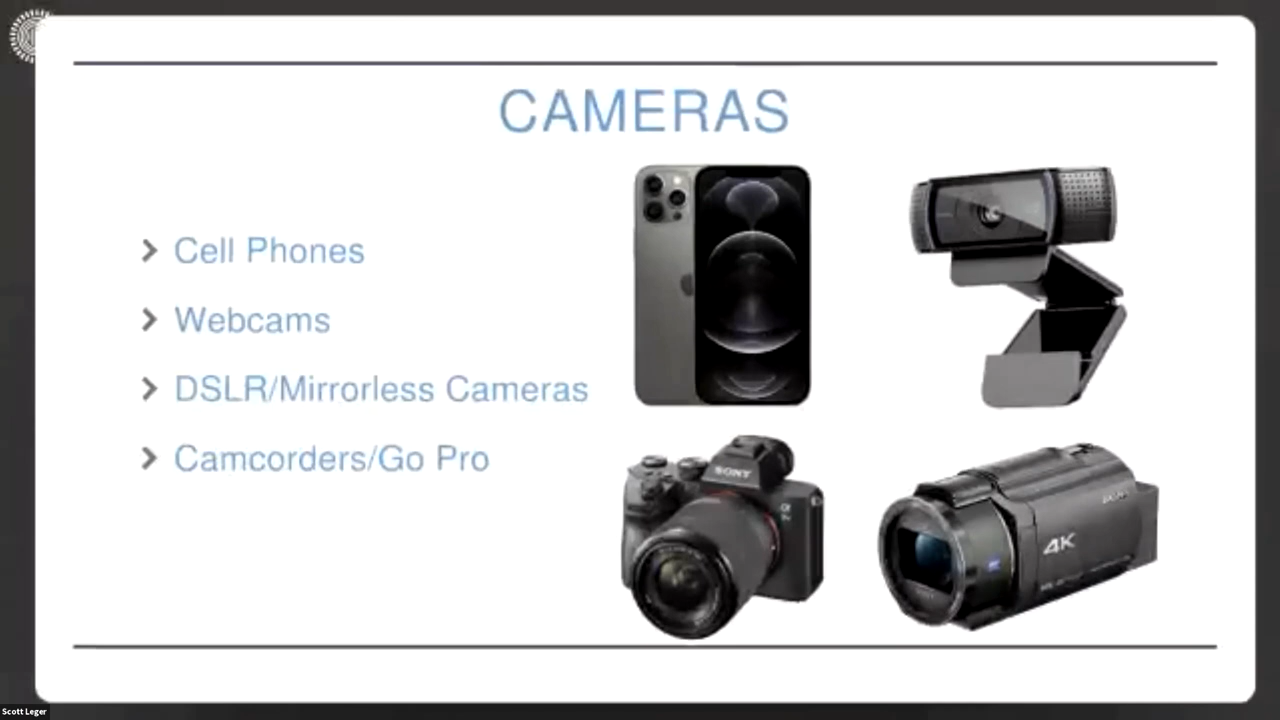 CAMERAS
Cell Phones
Webcams
DSLR/Mirrorless Cameras
Camcorders/Go Pro
SONY
4K
Scott Leger